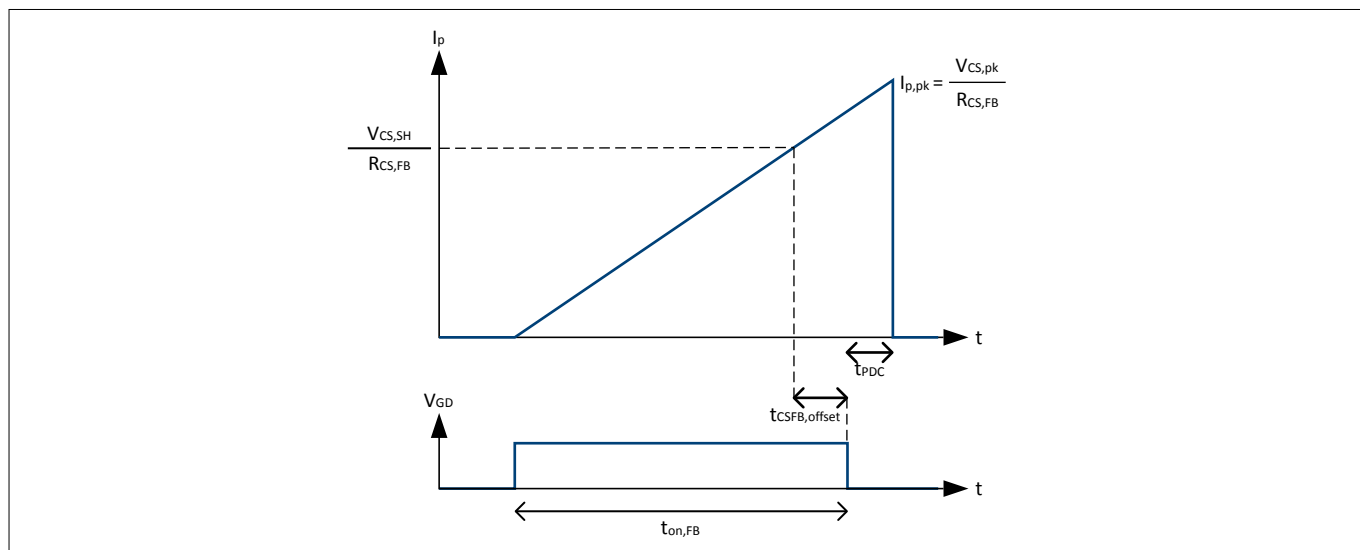 Ip
Ip,pk = VCS,pk
RCS,FB
VCS,SH
RCS,FB
t
tPDC
VGD
tCSFB,offset
t
ton,FB